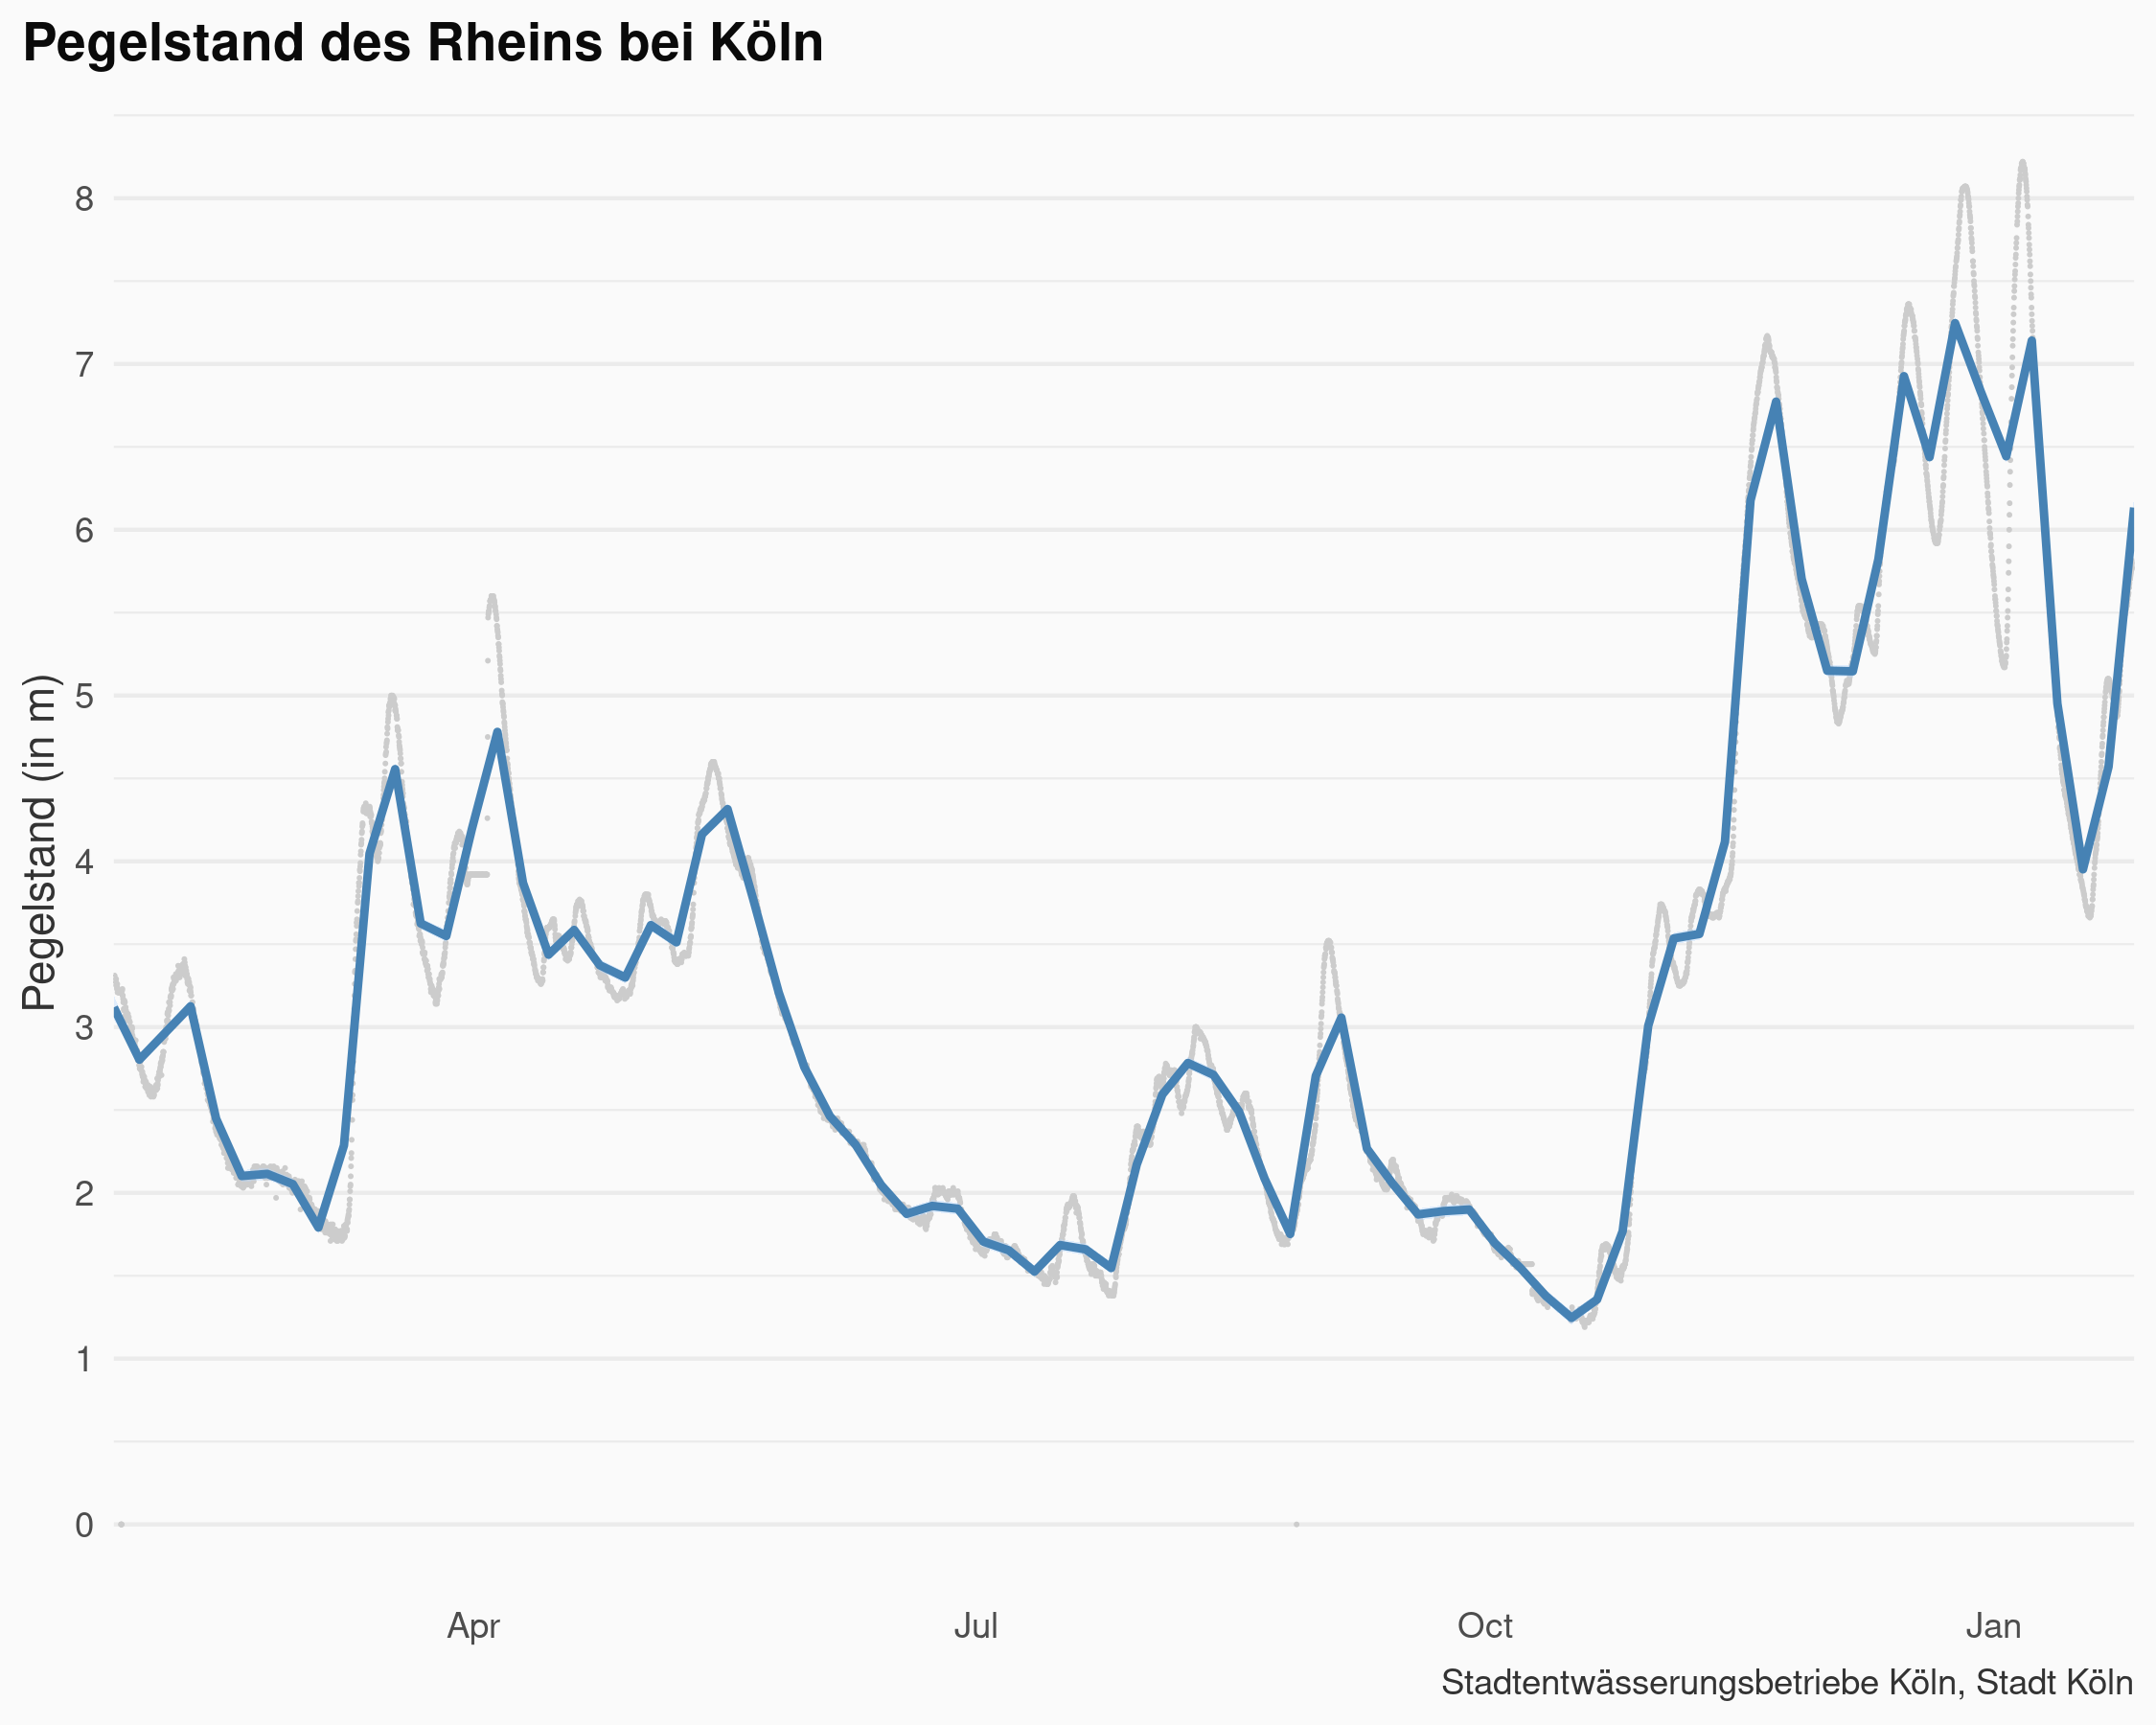 Pegelstand des Rheins bei Köln
Pegelstand (in m)
8
7
6
5
4
3
2
1
0
Apr Jul Oct Jan
Stadtentwässerungsbetriebe Köln, Stadt Köln